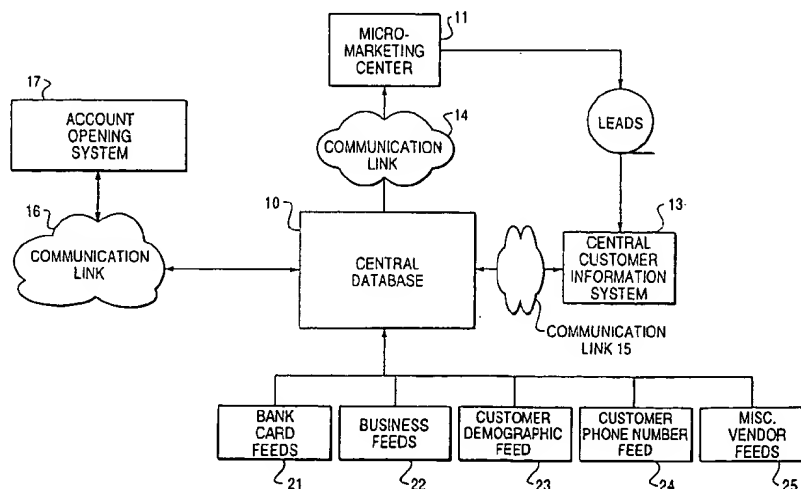 11
MICRO-
MARKETING
CENTER
17
ACCOUNT
OPENING
SYSTEM
14
COMMUNICATION
LINK
LEADS
16
COMMUNICATION
LINK
10
CENTRAL
DATABASE
13
CENTRAL
CUSTOMER
INFORMATION
SYSTEM
COMMUNICATION
LINK 15
BANK
CARD
FEEDS
21
BUSINESS
FEEDS
22
CUSTOMER
DEMOGRAPHIC
FEED
23
CUSTOMER
PHONE NUMBER
FEED
24
MISC.
VENDOR
FEEDS
25